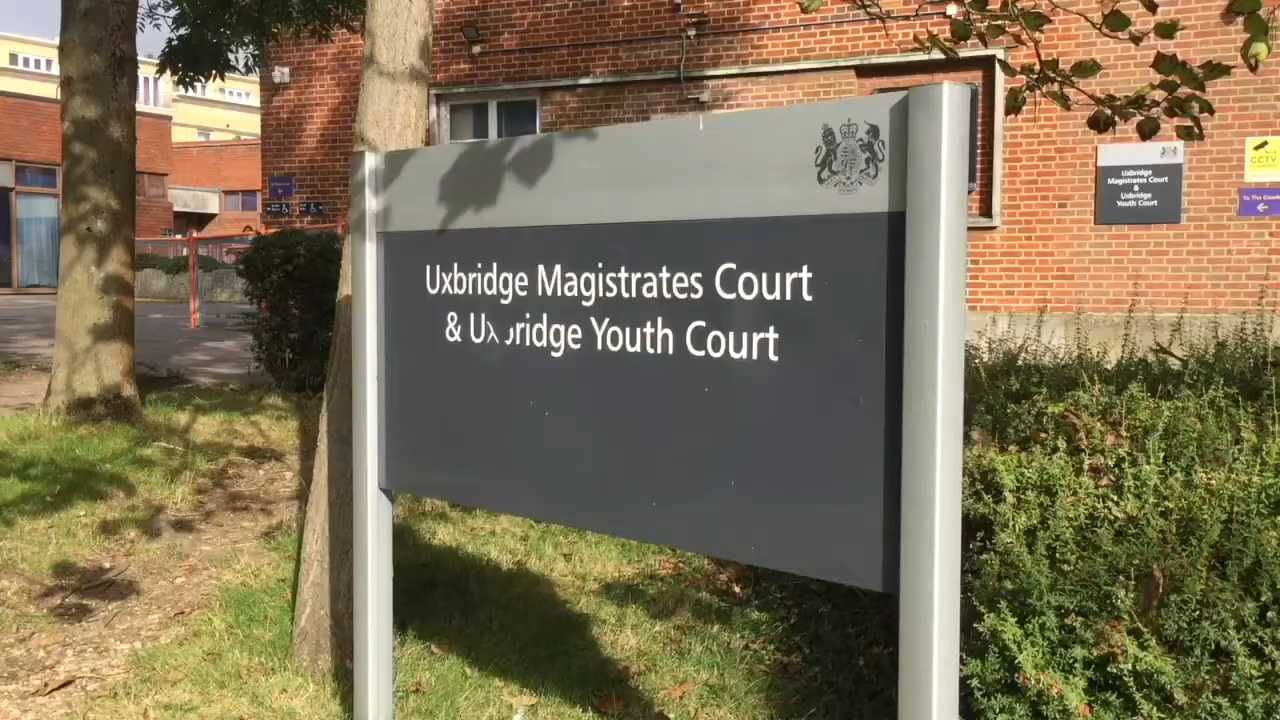 Uxbridge Magistrates Court
& Uxbridge Youth Court
Uxbridge
Magistrates Court
&
Uxbridge
Youth Court
CCTV
To The Courts